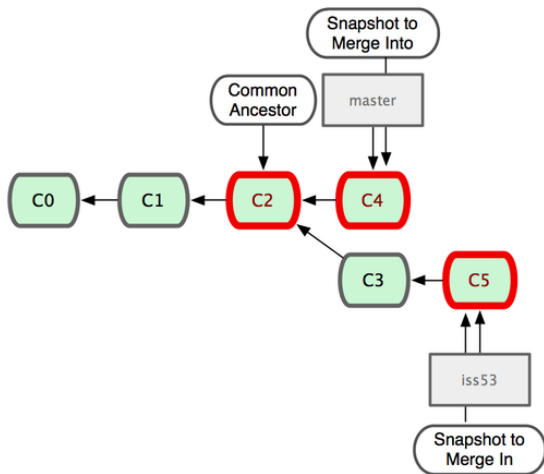 Snapshot to
Merge Into
Common
Ancestor
master
C0
C1
C2
C4
C3
C5
iss53
Snapshot to
Merge In